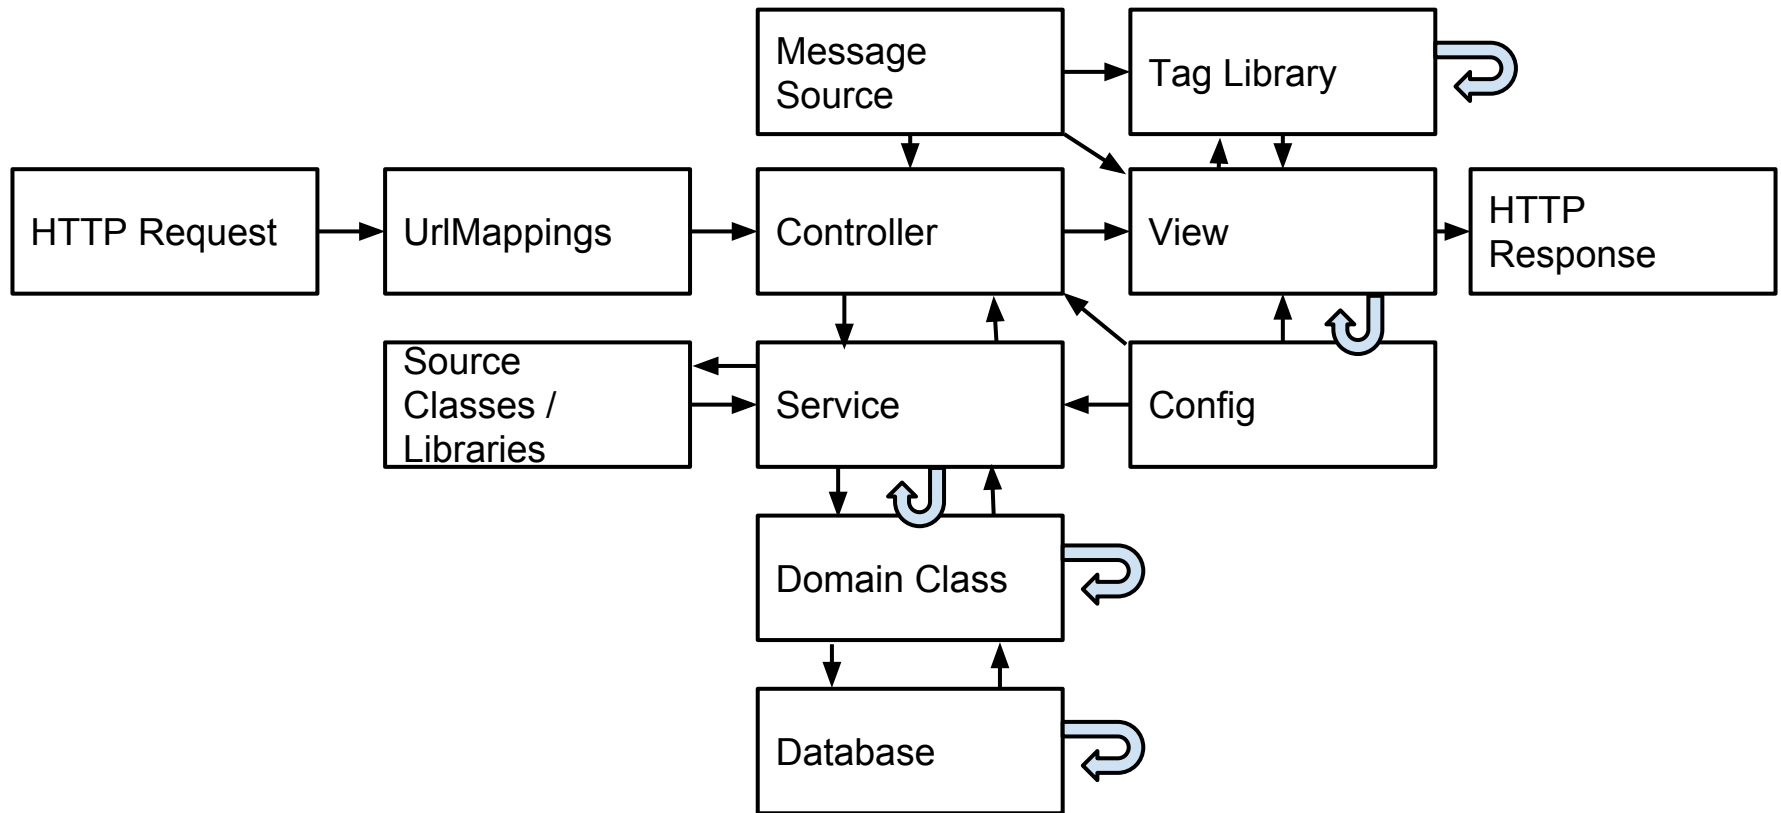 Message
Source
Tag Library
HTTP Request
UrlMappings
Controller
View
HTTP
Response
Source
Classes /
Libraries
Service
Config
Domain Class
Database